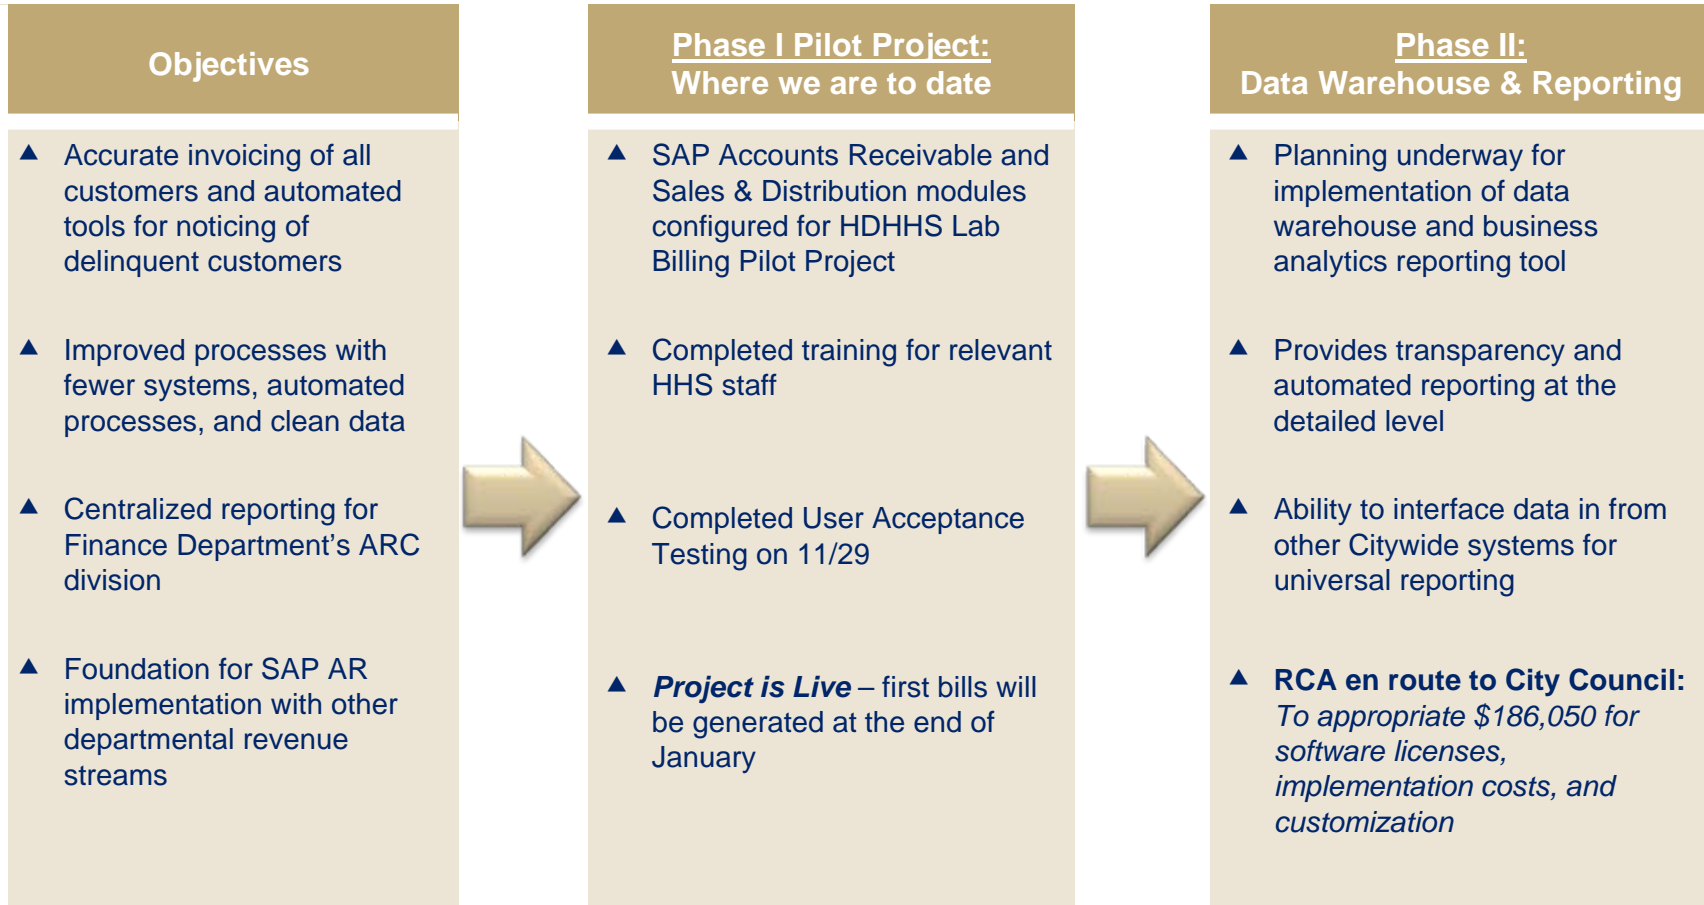 Objectives
▲ Accurate invoicing of all
customers and automated
tools for noticing of
delinquent customers
▲ Improved processes with
fewer systems, automated
processes, and clean data
▲ Centralized reporting for
Finance Department’s ARC
division
▲ Foundation for SAP AR
implementation with other
departmental revenue
streams
Phase I Pilot Project:
Where we are to date
▲ SAP Accounts Receivable and
Sales & Distribution modules
configured for HDHHS Lab
Billing Pilot Project
▲ Completed training for relevant
HHS staff
▲ Completed User Acceptance
Testing on 11/29
▲ Project is Live – first bills will
be generated at the end of
January
Phase II:
Data Warehouse & Reporting
▲ Planning underway for
implementation of data
warehouse and business
analytics reporting tool
▲ Provides transparency and
automated reporting at the
detailed level
▲ Ability to interface data in from
other Citywide systems for
universal reporting
▲ RCA en route to City Council:
To appropriate $186,050 for
software licenses,
implementation costs, and
customization